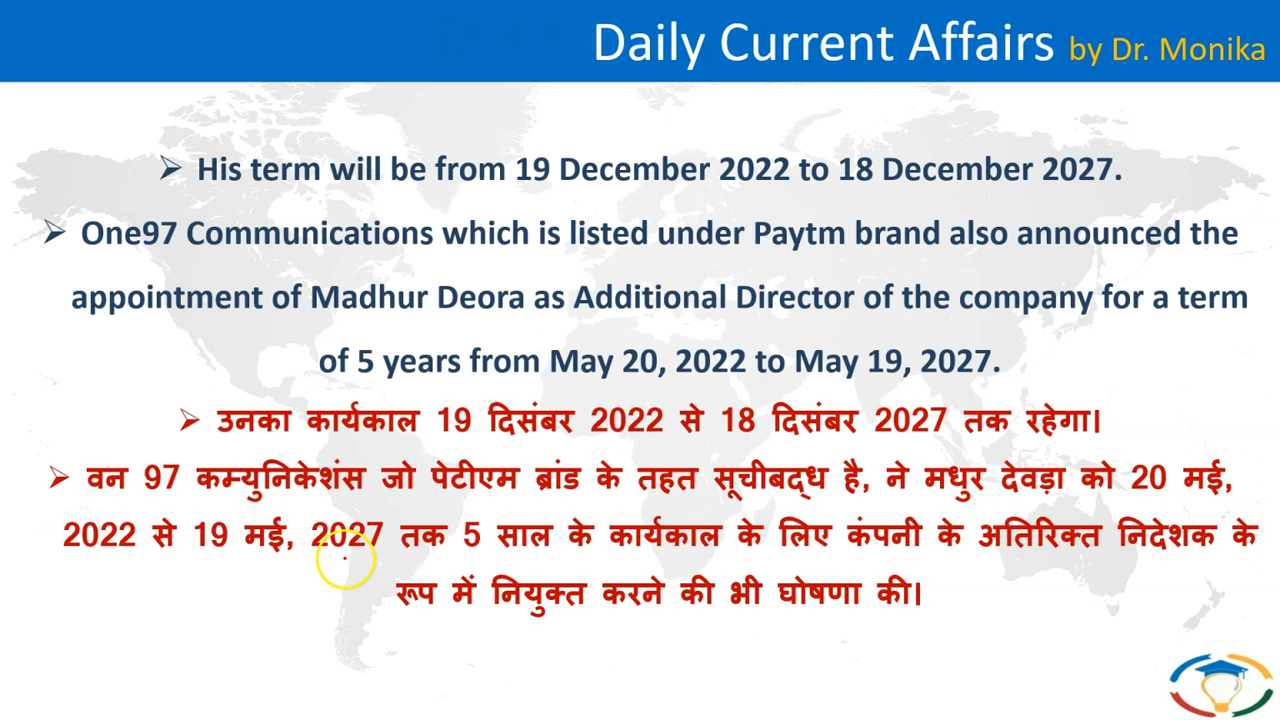 Daily Current Affairs by Dr. Monika
➢ His term will be from 19 December 2022 to 18 December 2027.
➢ One97 Communications which is listed under Paytm brand also announced the
appointment of Madhur Deora as Additional Director of the company for a term
of 5 years from May 20, 2022 to May 19, 2027.
➢ उनका कार्यकाल 19 दिसंबर 2022 से 18 दिसंबर 2027 तक रहेगा।
➢ वन 97 कम्युनिकेशंस जो पेटीएम ब्रांड के तहत सूचीबद्ध है, ने मधुर देवड़ा को 20 मई,
2022 से 19 मई, 2027 तक 5 साल के कार्यकाल के लिए कंपनी के अतिरिक्त निदेशक के
रूप में नियुक्त करने की भी घोषणा की।